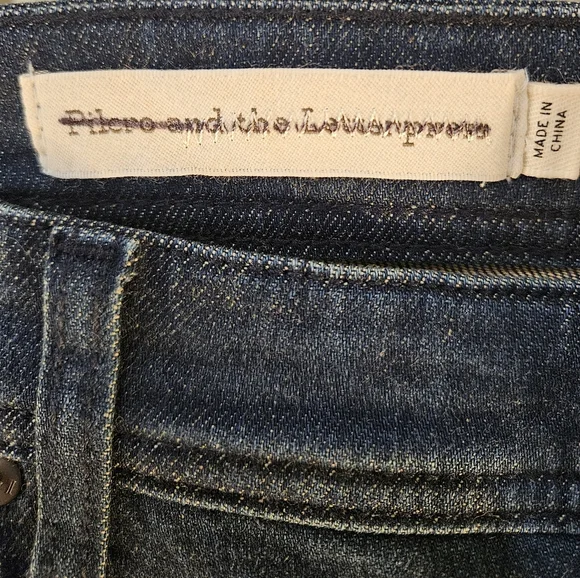 Pilcro and the Letterpress
MADE IN
CHINA